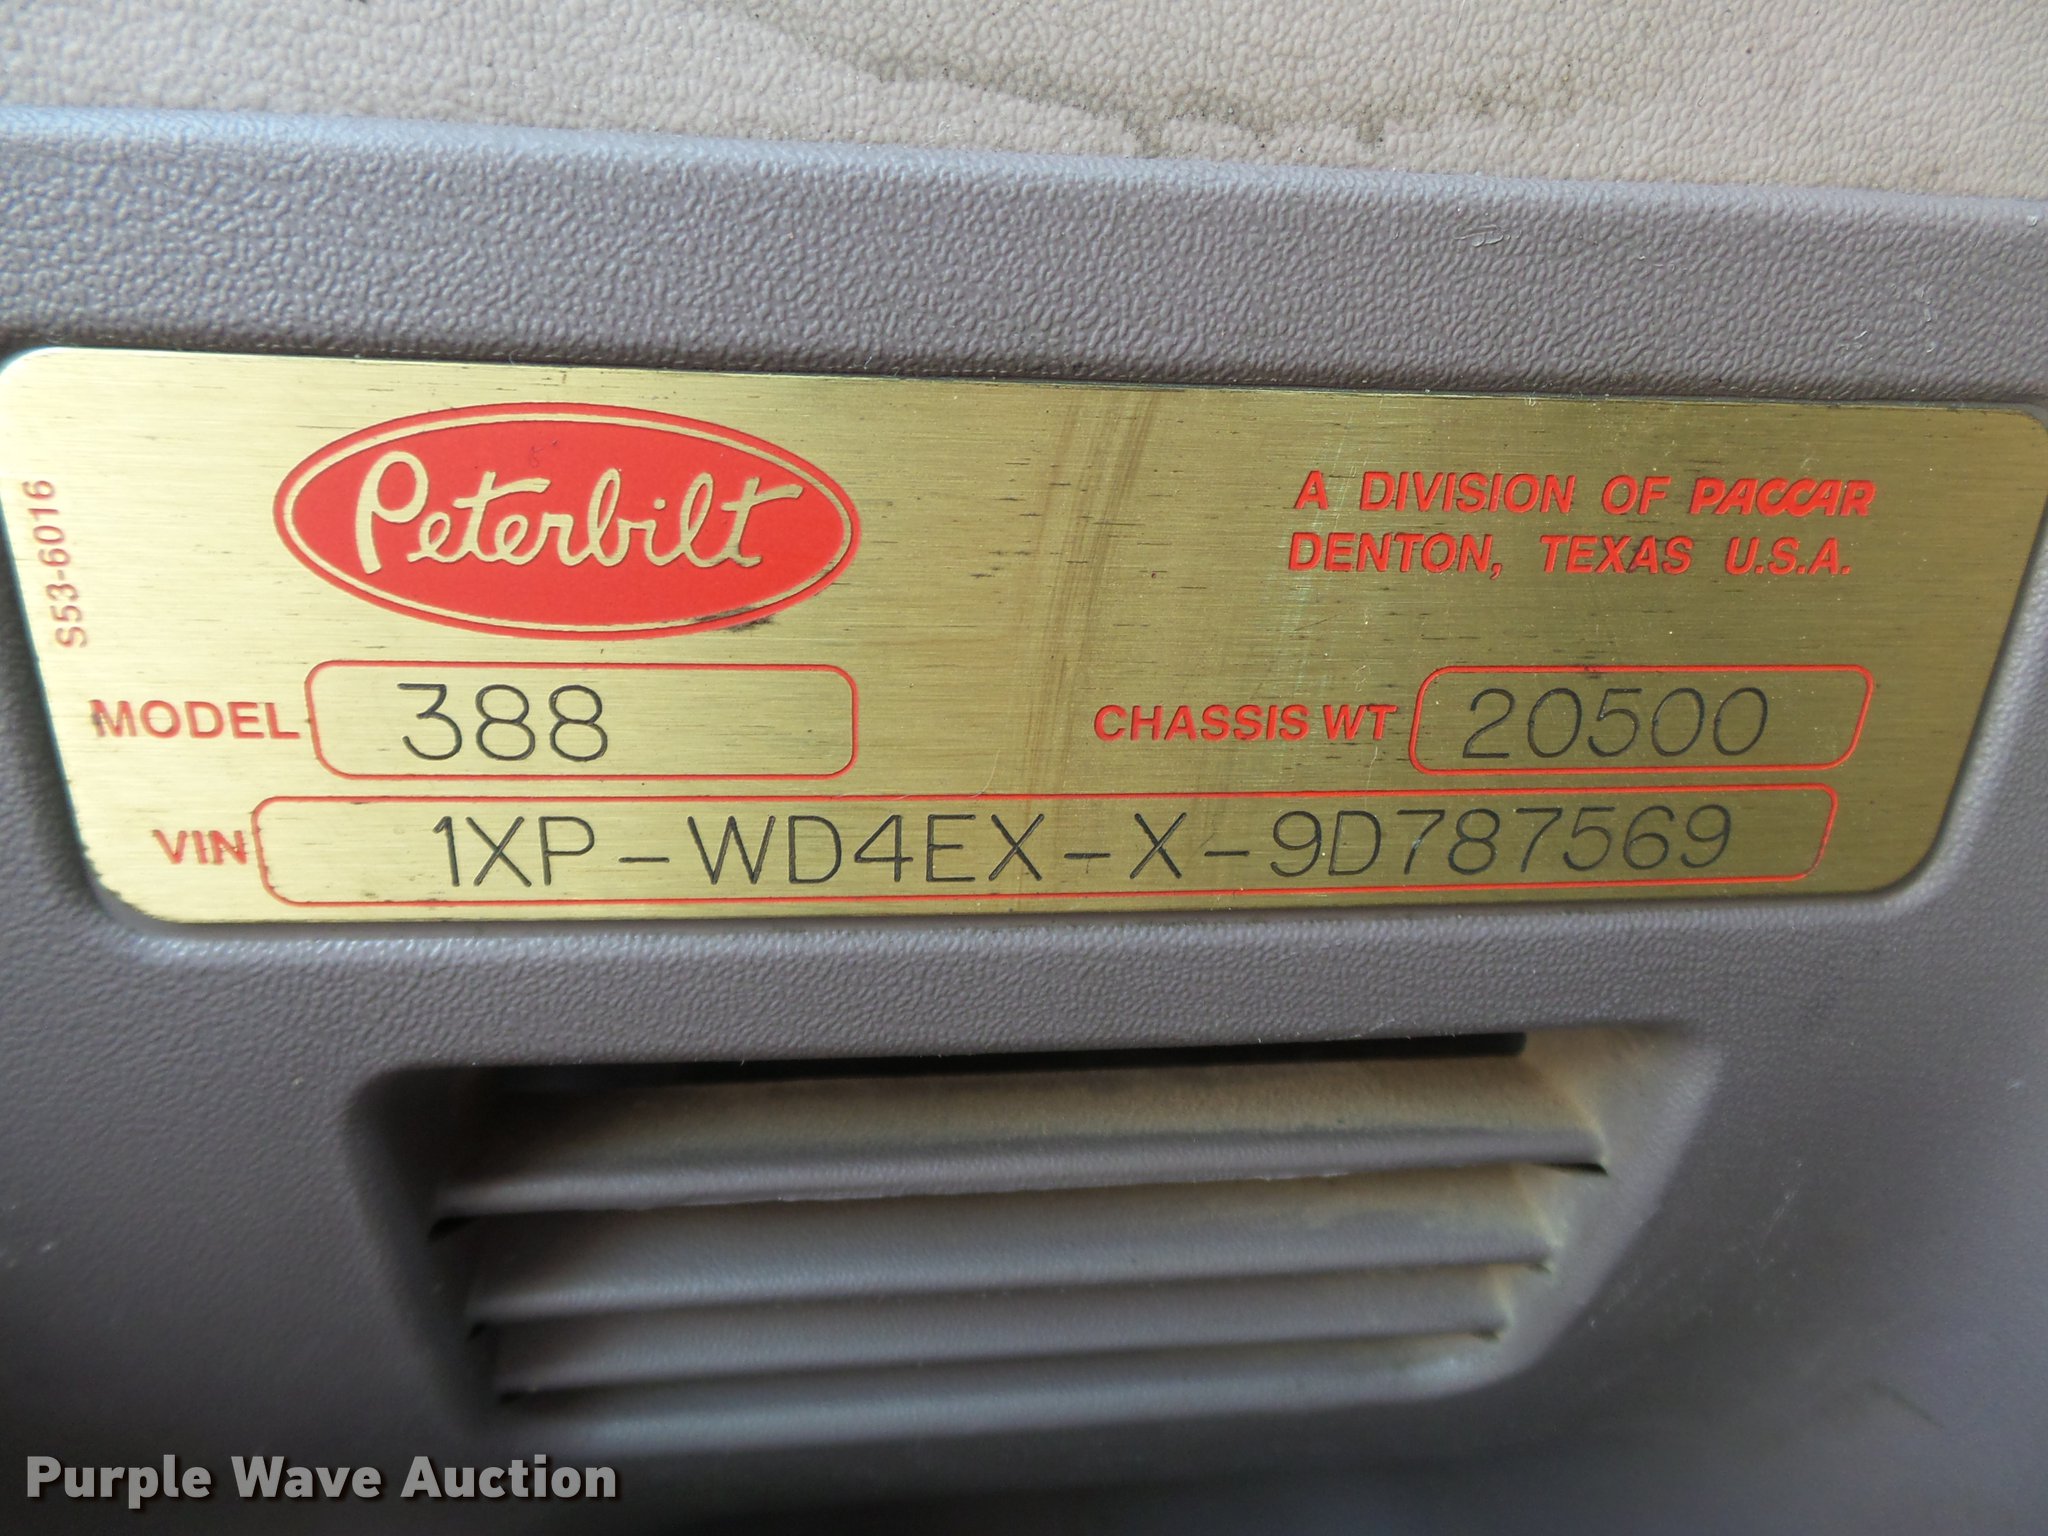 Peterbilt
A DIVISION OF PACCAR
DENTON, TEXAS U.S.A.
S53-6016
MODEL 388
CHASSIS WT 20500
VIN 1XP-WD4EX-X-9D787569
Purple Wave Auction